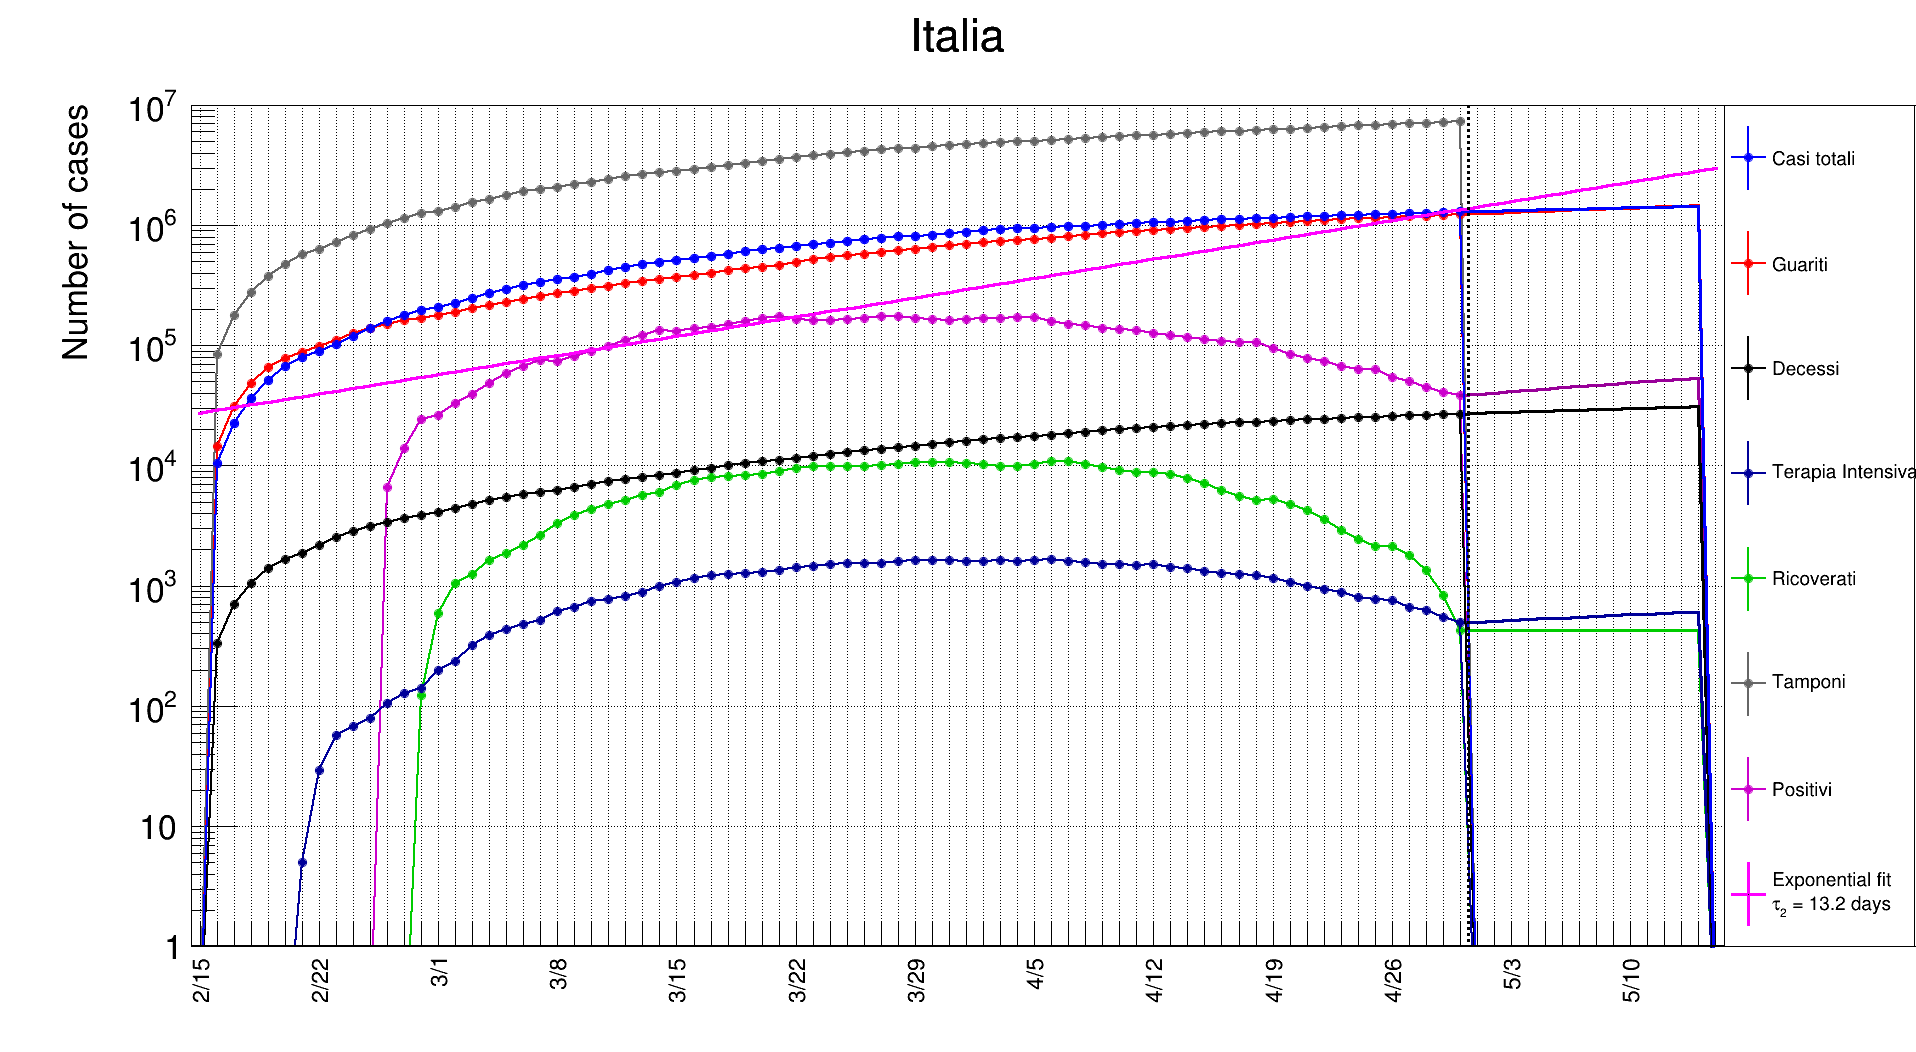 Italia
Number of cases
10^7
10^6
10^5
10^4
10^3
10^2
10
1
2/15
2/22
3/1
3/8
3/15
3/22
3/29
4/5
4/12
4/19
4/26
5/3
5/10
Casi totali
Guariti
Decessi
Terapia Intensiva
Ricoverati
Tamponi
Positivi
Exponential fit
τ_2 = 13.2 days